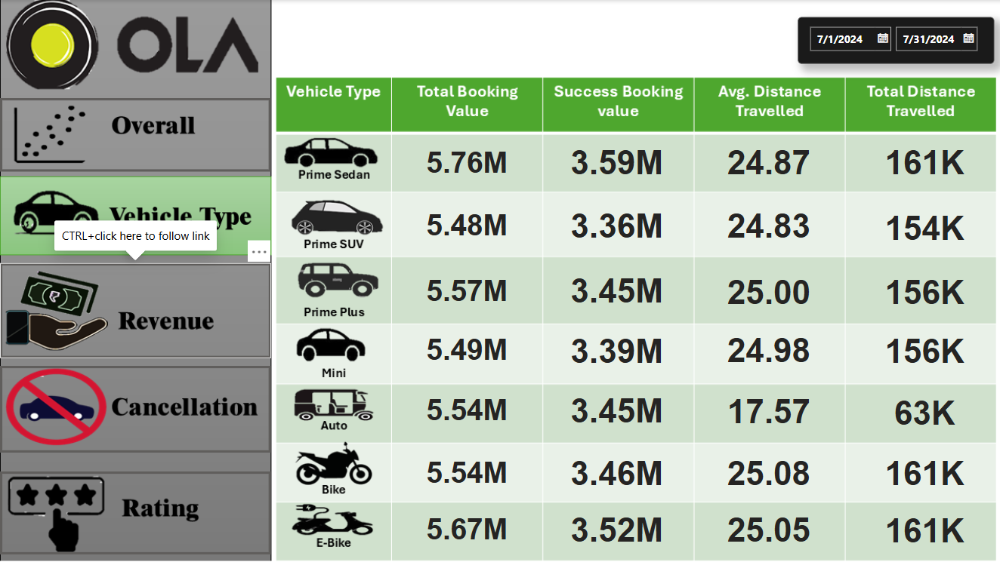 OLA
7/1/2024
7/31/2024
Overall
Vehicle Type
CTRL+click here to follow link
Revenue
Cancellation
Rating
Vehicle Type
Total Booking
Value
Success Booking
value
Avg. Distance
Travelled
Total Distance
Travelled
Prime Sedan
5.76M
3.59M
24.87
161K
Prime SUV
5.48M
3.36M
24.83
154K
Prime Plus
5.57M
3.45M
25.00
156K
Mini
5.49M
3.39M
24.98
156K
Auto
5.54M
3.45M
17.57
63K
Bike
5.54M
3.46M
25.08
161K
E-Bike
5.67M
3.52M
25.05
161K